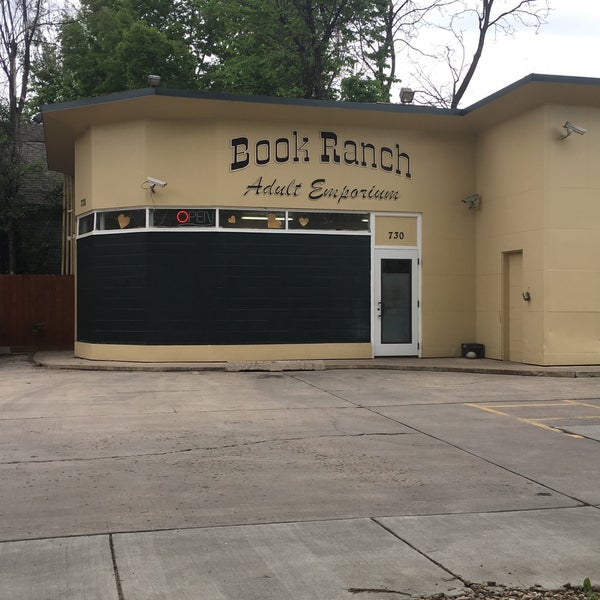 Book Ranch
Adult Emporium
OPEN
730